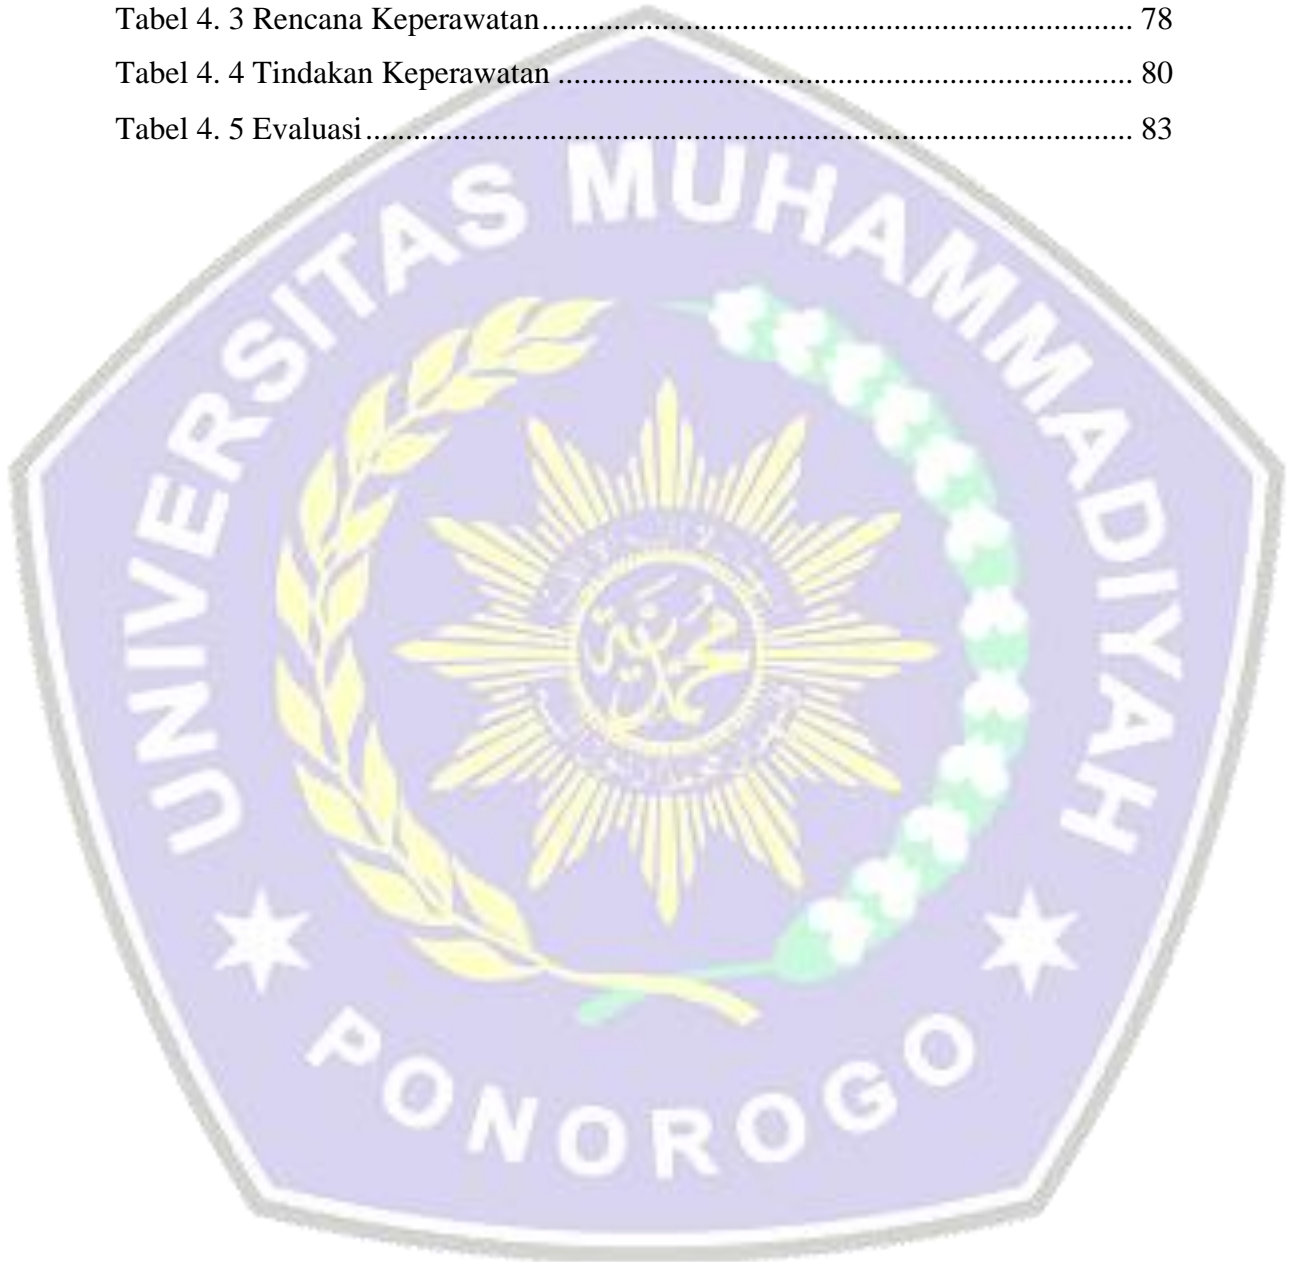 Tabel 4. 3 Rencana Keperawatan........................................................................... 78
Tabel 4. 4 Tindakan Keperawatan ......................................................................... 80
Tabel 4. 5 Evaluasi................................................................................................. 83
UNIVERSITAS MUHAMMADIYAH
PONOROGO